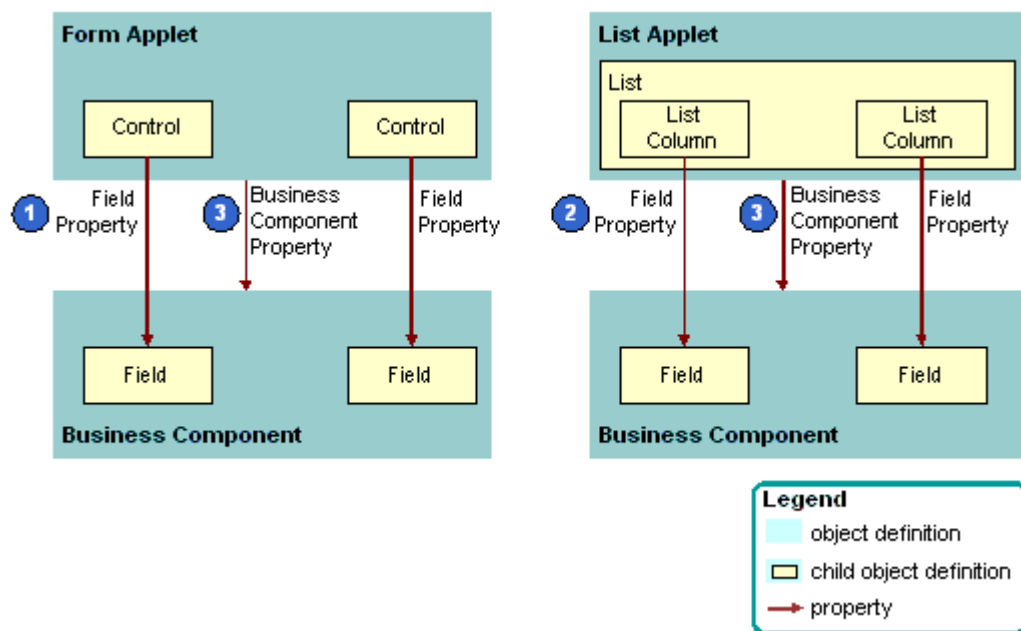 Form Applet
Control
Control
1
Field
Property
3
Business
Component
Property
Field
Property
Field
Field
Business Component
List Applet
List
List
Column
List
Column
2
Field
Property
3
Business
Component
Property
Field
Property
Field
Field
Business Component
Legend
object definition
child object definition
property